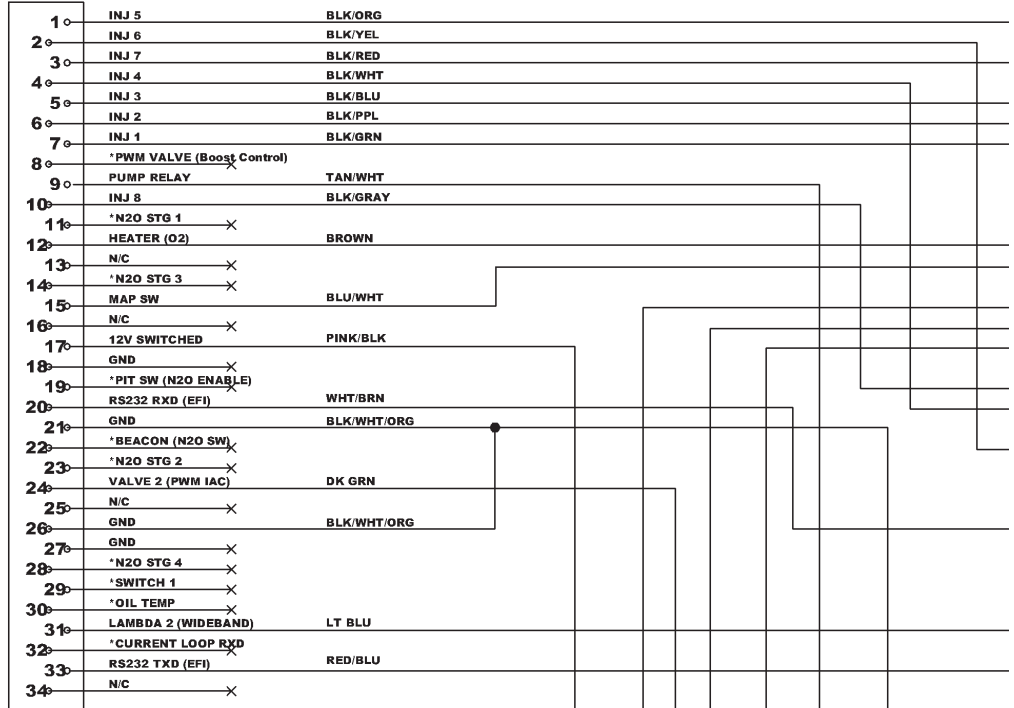 1 INJ 5 BLK/ORG
2 INJ 6 BLK/YEL
3 INJ 7 BLK/RED
4 INJ 4 BLK/WHT
5 INJ 3 BLK/BLU
6 INJ 2 BLK/PPL
7 INJ 1 BLK/GRN
8 *PWM VALVE (Boost Control)
9 PUMP RELAY TAN/WHT
10 INJ 8 BLK/GRAY
11 *N2O STG 1
12 HEATER (O2) BROWN
13 N/C
14 *N2O STG 3
15 MAP SW BLU/WHT
16 N/C
17 12V SWITCHED PINK/BLK
18 GND
19 *PIT SW (N2O ENABLE)
20 RS232 RXD (EFI) WHT/BRN
21 GND BLK/WHT/ORG
22 *BEACON (N2O SW)
23 *N2O STG 2
24 VALVE 2 (PWM IAC) DK GRN
25 N/C
26 GND BLK/WHT/ORG
27 GND
28 *N2O STG 4
29 *SWITCH 1
30 *OIL TEMP
31 LAMBDA 2 (WIDEBAND) LT BLU
32 *CURRENT LOOP RXD
33 RS232 TXD (EFI) RED/BLU
34 N/C